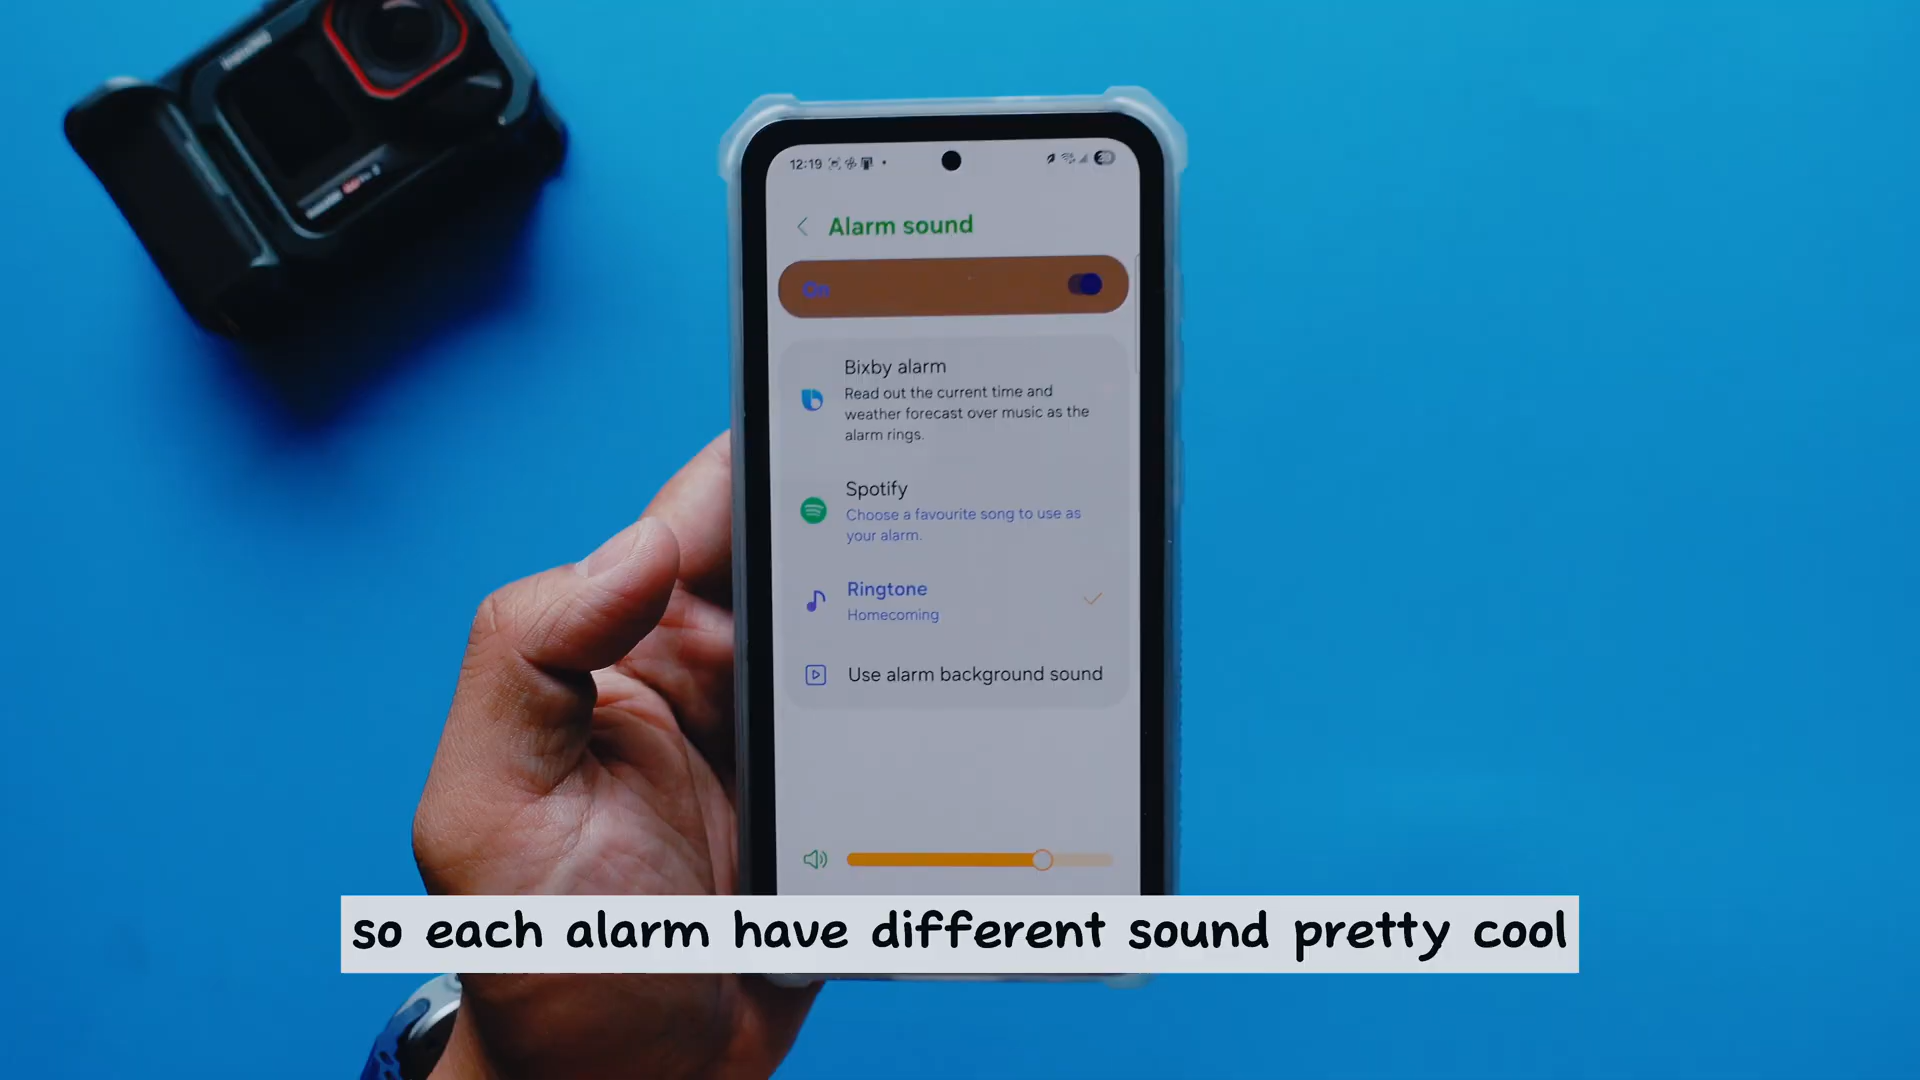 12:19
Alarm sound
On
Bixby alarm
Read out the current time and
weather forecast over music as the
alarm rings.
Spotify
Choose a favourite song to use as
your alarm.
Ringtone
Homecoming
Use alarm background sound
so each alarm have different sound pretty cool